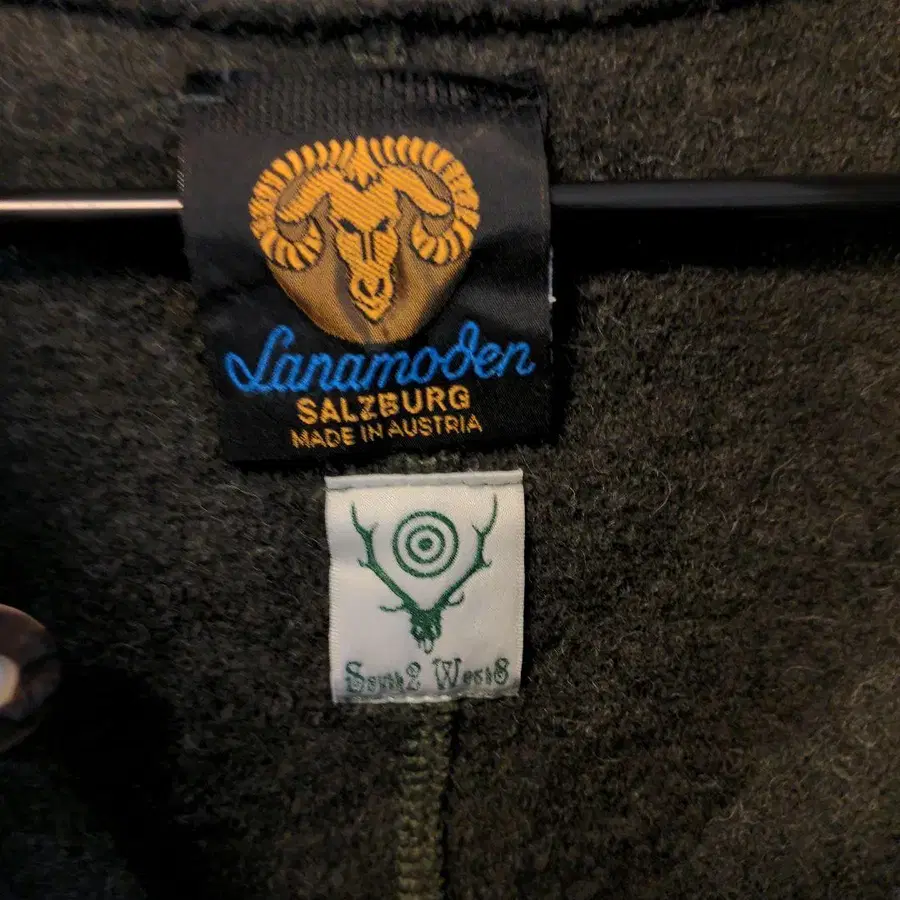 Lanamoden
SALZBURG
MADE IN AUSTRIA
South2 West8